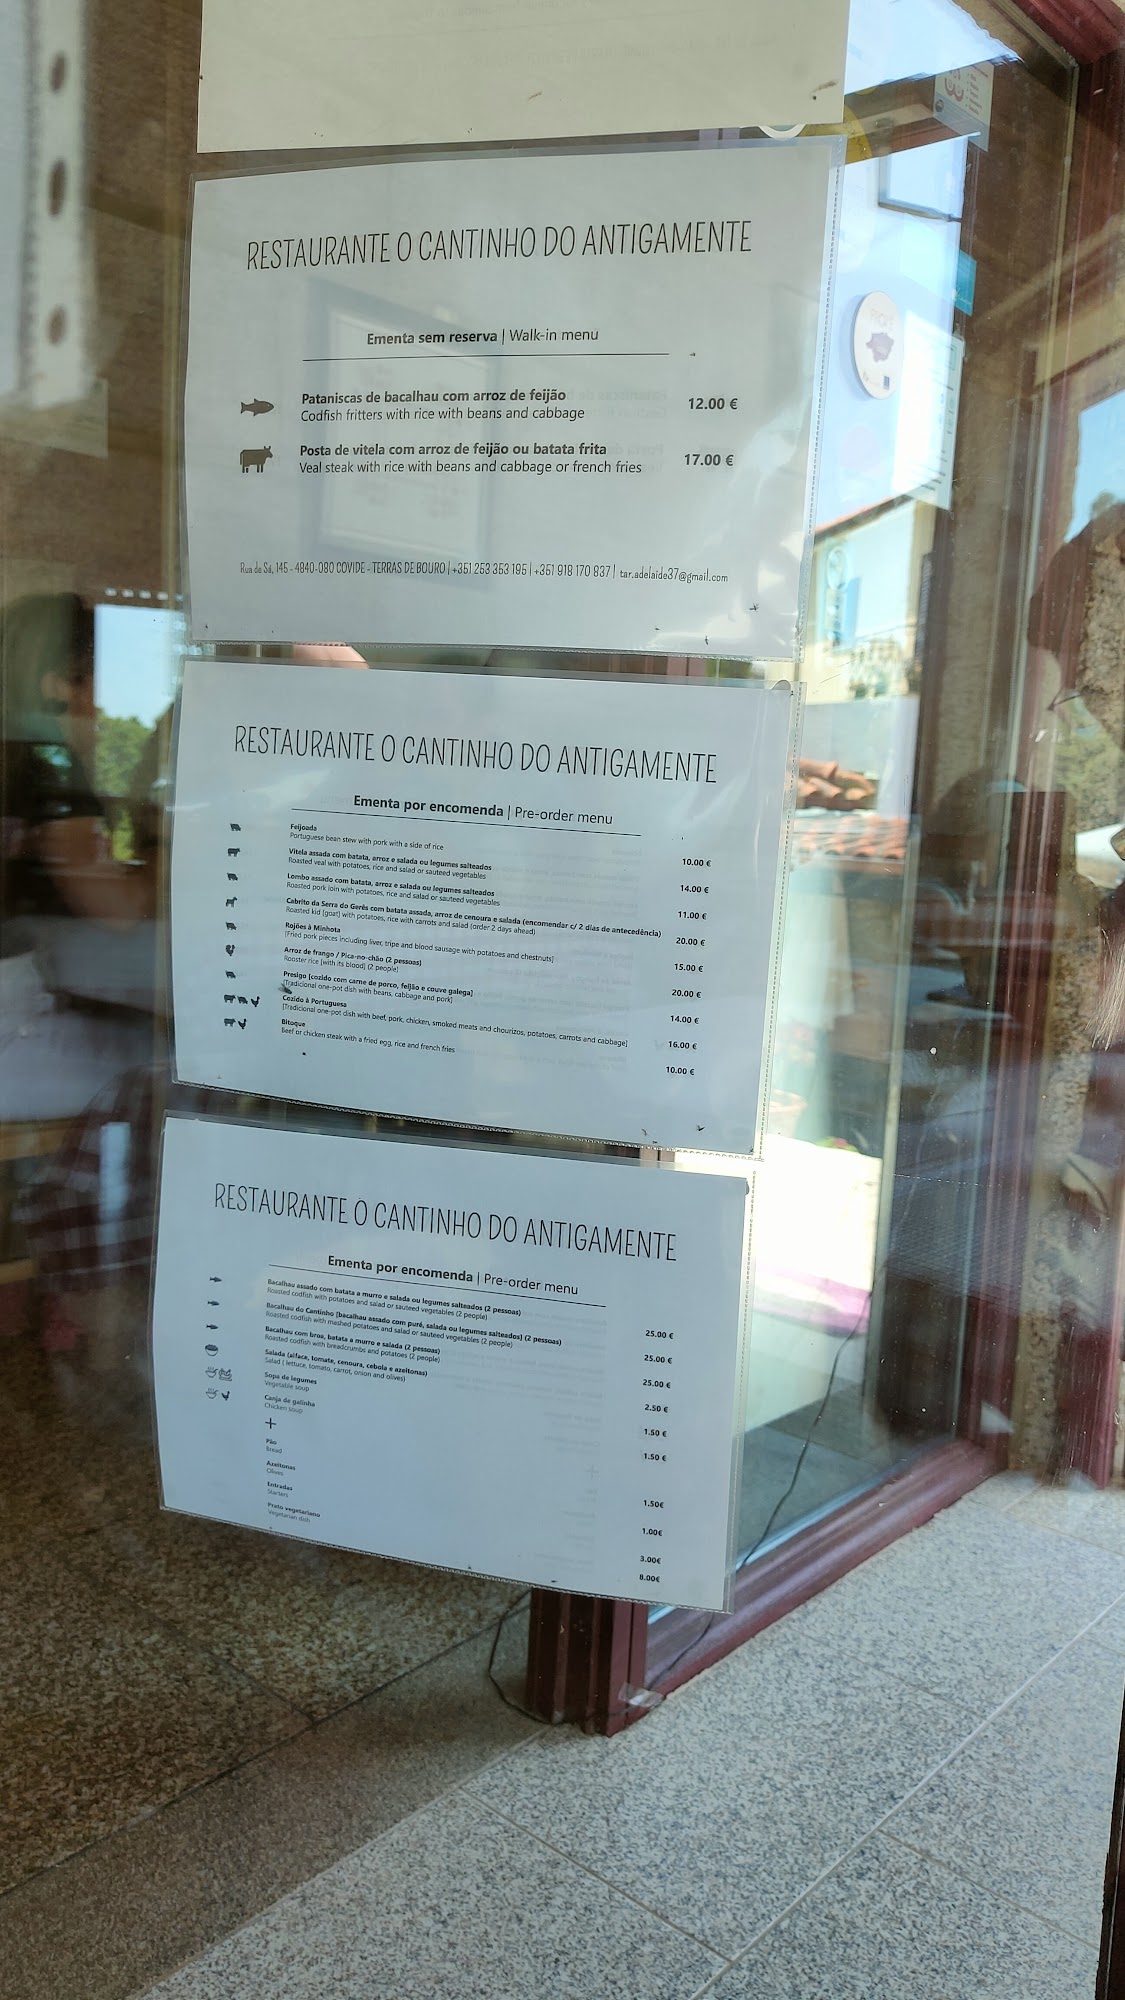 RESTAURANTE O CANTINHO DO ANTIGAMENTE
Ementa sem reserva | Walk-in menu
Pataniscas de bacalhau com arroz de feijão
Codfish fritters with rice with beans and cabbage
12.00 €
Posta de vitela com arroz de feijão ou batata frita
Veal steak with rice with beans and cabbage or french fries
17.00 €
Rua de Sá, 145 - 4840-080 COVIDE - TERRAS DE BOURO | +351 253 353 195 | +351 918 170 837 | tar.adelaide37@gmail.com
RESTAURANTE O CANTINHO DO ANTIGAMENTE
Ementa por encomenda | Pre-order menu
Feijoada
Portuguese bean stew with pork with a side of rice
10.00 €
Vitela assada com batata, arroz e salada ou legumes salteados
Roasted veal with potatoes, rice and salad or sauteed vegetables
14.00 €
Lombo assado com batata, arroz e salada ou legumes salteados
Roasted pork loin with potatoes, rice and salad or sauteed vegetables
11.00 €
Cabrito da Serra do Gerês com batata assada, arroz de cenoura e salada (encomendar c/ 2 dias de antecedência)
Roasted kid [goat] with potatoes, rice with carrots and salad (order 2 days ahead)
20.00 €
Rojões à Minhota
[Fried pork pieces including liver, tripe and blood sausage with potatoes and chestnuts]
15.00 €
Arroz de frango / Pica-no-chão (2 pessoas)
Rooster rice [with its blood] (2 people)
20.00 €
Presigo [cozido com carne de porco, feijão e couve galega]
[Tradicional one-pot dish with beans, cabbage and pork]
14.00 €
Cozido à Portuguesa
[Tradicional one-pot dish with beef, pork, chicken, smoked meats and chourizos, potatoes, carrots and cabbage]
16.00 €
Bitoque
Beef or chicken steak with a fried egg, rice and french fries
10.00 €
RESTAURANTE O CANTINHO DO ANTIGAMENTE
Ementa por encomenda | Pre-order menu
Bacalhau assado com batata a murro e salada ou legumes salteados (2 pessoas)
Roasted codfish with potatoes and salad or sauteed vegetables (2 people)
25.00 €
Bacalhau do Cantinho [bacalhau assado com puré, salada ou legumes salteados] (2 pessoas)
Roasted codfish with mashed potatoes and salad or sauteed vegetables (2 people)
25.00 €
Bacalhau com broa, batata a murro e salada (2 pessoas)
Roasted codfish with breadcrumbs and potatoes (2 people)
25.00 €
Salada (alface, tomate, cenoura, cebola e azeitonas)
Salad ( lettuce, tomato, carrot, onion and olives)
2.50 €
Sopa de legumes
Vegetable soup
1.50 €
Canja de galinha
Chicken soup
1.50 €
+
Pão
Bread
1.50€
Azeitonas
Olives
1.00€
Entradas
Starters
3.00€
Prato vegetariano
Vegetarian dish
8.00€